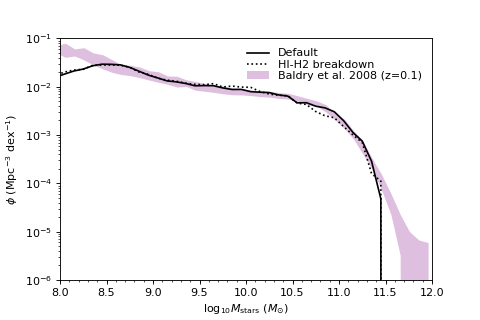 10⁻¹
10⁻²
10⁻³
10⁻⁴
10⁻⁵
10⁻⁶
ϕ (Mpc⁻³ dex⁻¹)
Default
HI-H2 breakdown
Baldry et al. 2008 (z=0.1)
8.0 8.5 9.0 9.5 10.0 10.5 11.0 11.5 12.0
log₁₀M_stars (M_⊙)